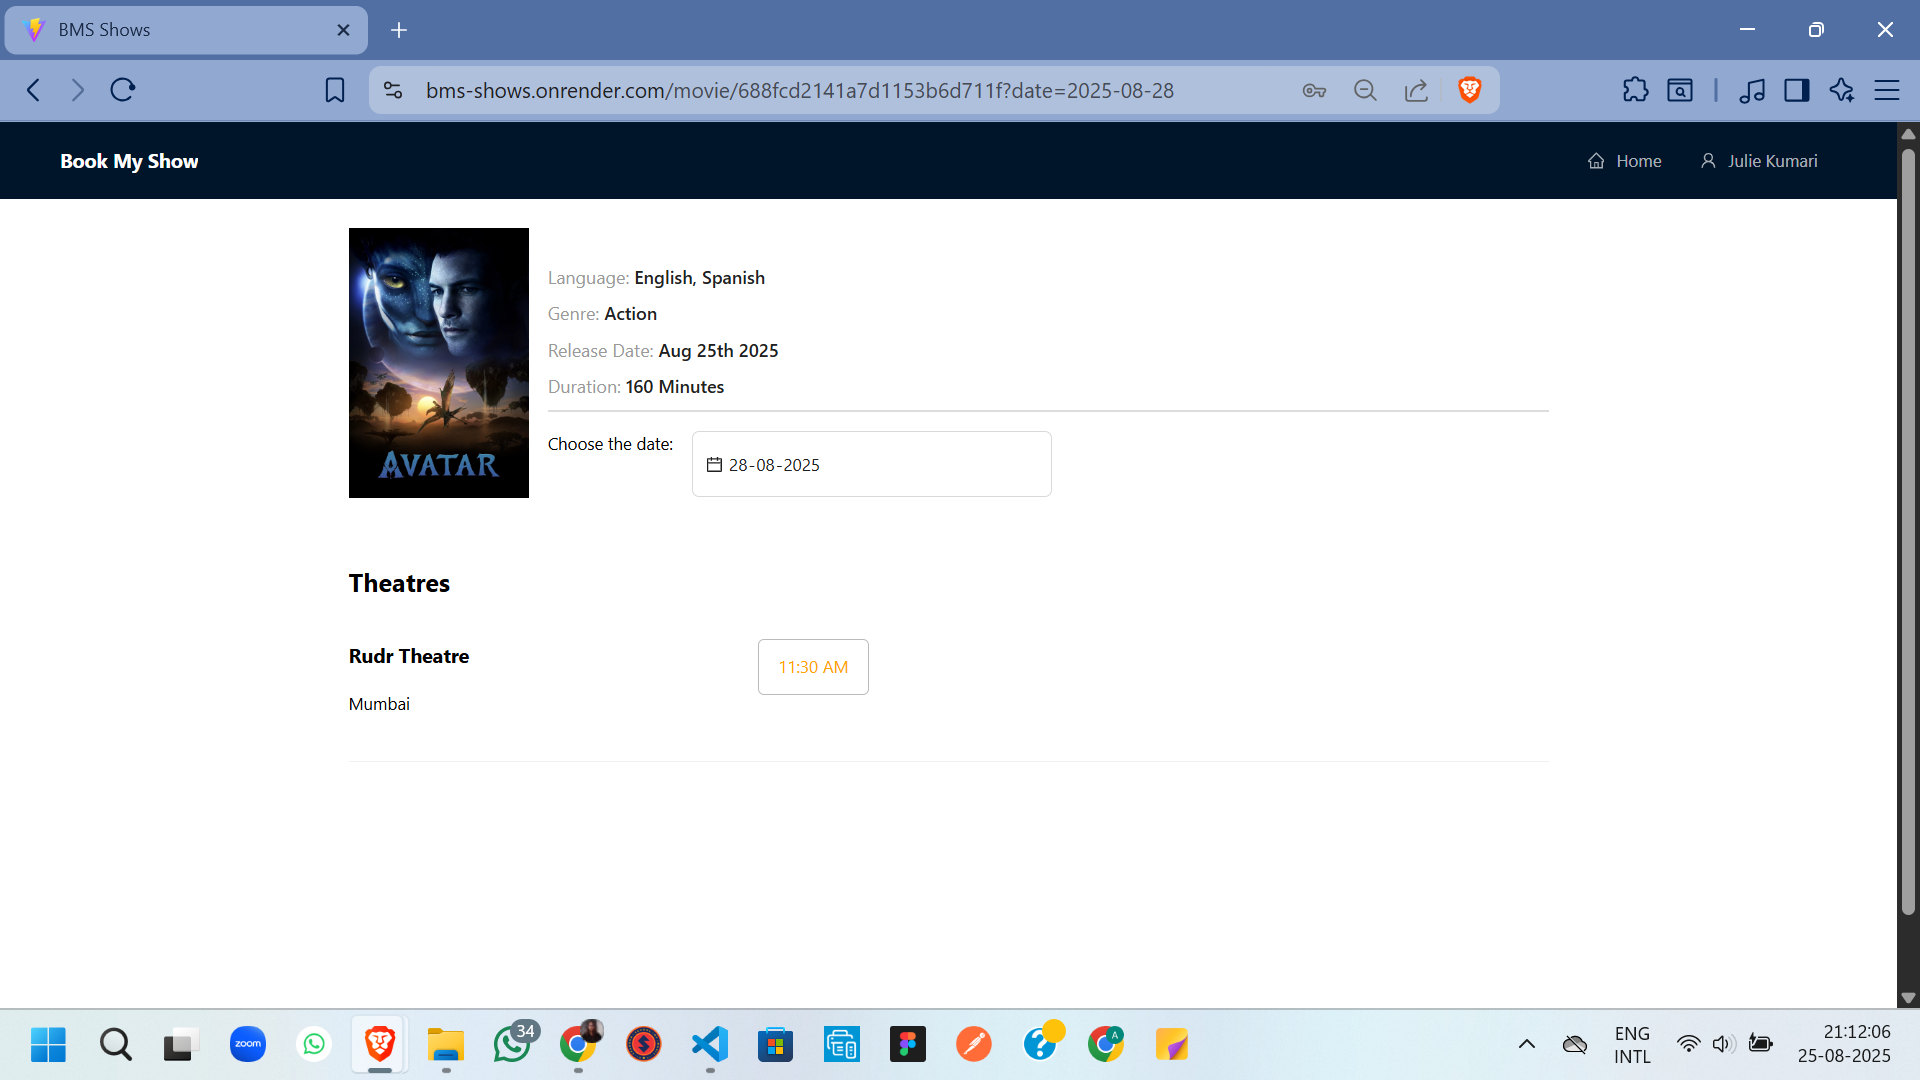 BMS Shows
bms-shows.onrender.com/movie/688fcd2141a7d1153b6d711f?date=2025-08-28
Book My Show
Home
Julie Kumari
Language: English, Spanish
Genre: Action
Release Date: Aug 25th 2025
Duration: 160 Minutes
Choose the date:
28-08-2025
AVATAR
Theatres
Rudr Theatre
11:30 AM
Mumbai
zoom
34
A
ENG
INTL
21:12:06
25-08-2025